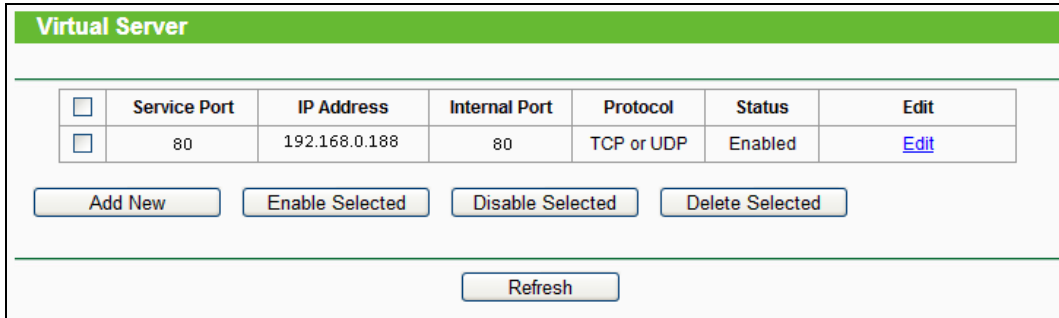 Virtual Server
Service Port IP Address Internal Port Protocol Status Edit
80 192.168.0.188 80 TCP or UDP Enabled Edit
Add New Enable Selected Disable Selected Delete Selected
Refresh